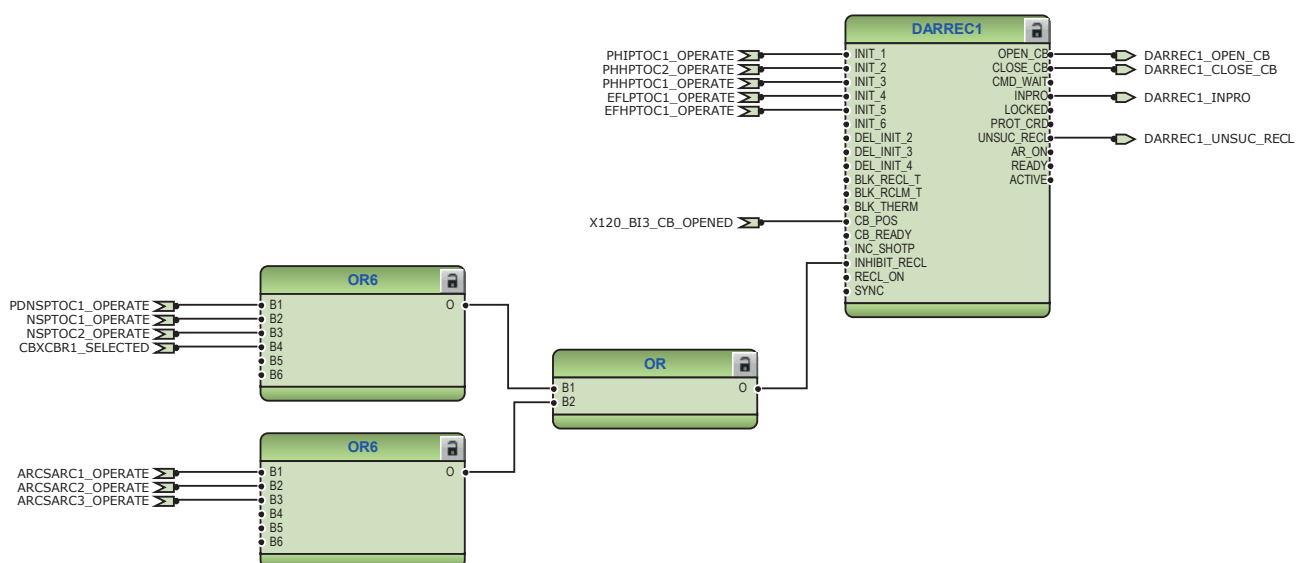 DARREC1
PHIPTOC1_OPERATE
PHHPTOC2_OPERATE
PHHPTOC1_OPERATE
EFLPTOC1_OPERATE
EFHPTOC1_OPERATE
X120_BI3_CB_OPENED
INIT_1
INIT_2
INIT_3
INIT_4
INIT_5
INIT_6
DEL_INIT_2
DEL_INIT_3
DEL_INIT_4
BLK_RECL_T
BLK_RCLM_T
BLK_THERM
CB_POS
CB_READY
INC_SHOTP
INHIBIT_RECL
RECL_ON
SYNC
OPEN_CB
CLOSE_CB
CMD_WAIT
INPRO
LOCKED
PROT_CRD
UNSUC_RECL
AR_ON
READY
ACTIVE
DARREC1_OPEN_CB
DARREC1_CLOSE_CB
DARREC1_INPRO
DARREC1_UNSUC_RECL
OR6
PDNSPTOC1_OPERATE
NSPTOC1_OPERATE
NSPTOC2_OPERATE
CBXCBR1_SELECTED
B1
B2
B3
B4
B5
B6
O
OR
B1
B2
O
OR6
ARCSARC1_OPERATE
ARCSARC2_OPERATE
ARCSARC3_OPERATE
B1
B2
B3
B4
B5
B6
O